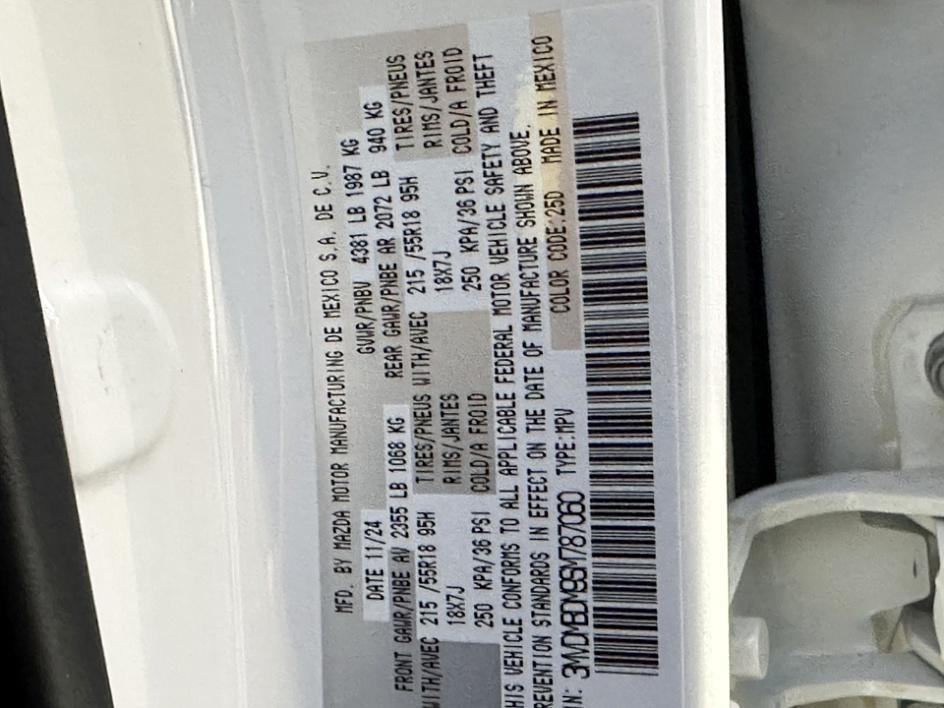 MFD. BY MAZDA MOTOR MANUFACTURING DE MEXICO S.A. DE C.V.
DATE 11/24 GVWR/PNBV 4381 LB 1987 KG
FRONT GAWR/PNBE AV 2355 LB 1068 KG REAR GAWR/PNBE AR 2072 LB 940 KG
WITH/AVEC 215 /55R18 95H TIRES/PNEUS WITH/AVEC 215 /55R18 95H TIRES/PNEUS
18X7J RIMS/JANTES 18X7J RIMS/JANTES
250 KPA/36 PSI COLD/A FROID 250 KPA/36 PSI COLD/A FROID
HIS VEHICLE CONFORMS TO ALL APPLICABLE FEDERAL MOTOR VEHICLE SAFETY AND THEFT
REVENTION STANDARDS IN EFFECT ON THE DATE OF MANUFACTURE SHOWN ABOVE.
IN: 3MVDMBDM9SM787060 TYPE:MPV COLOR CODE:25D MADE IN MEXICO